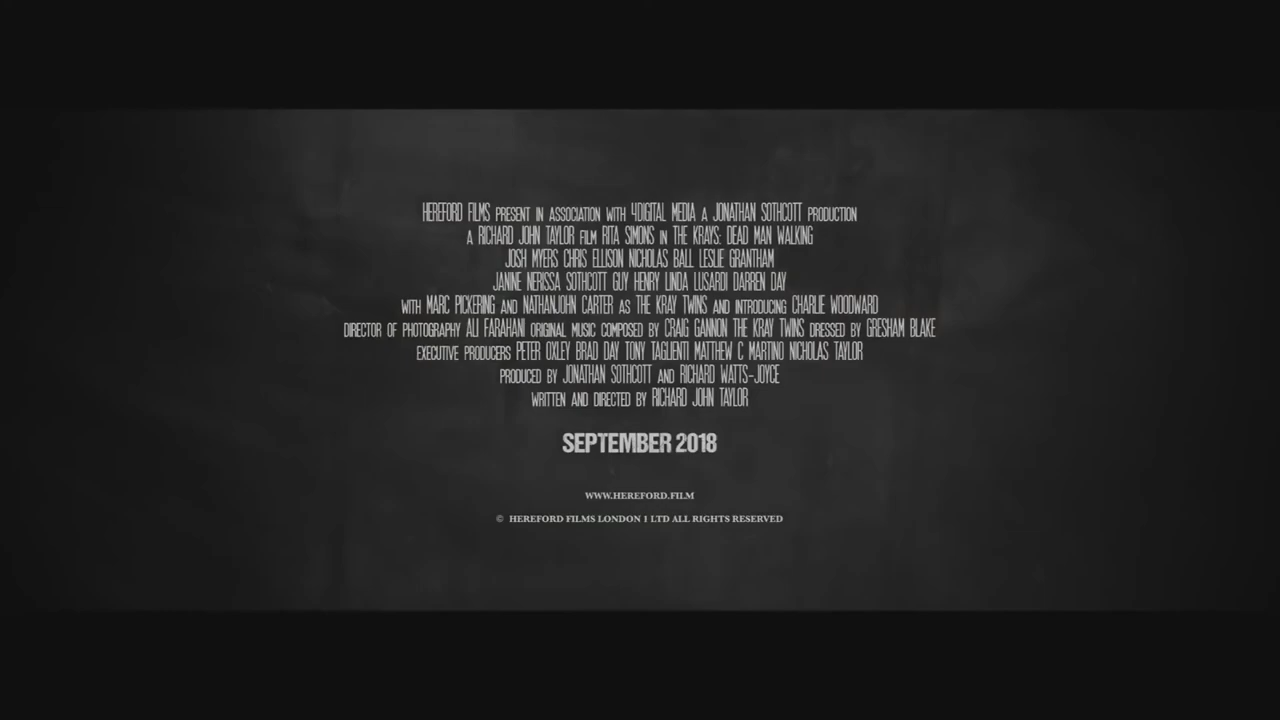 HEREFORD FILMS PRESENT IN ASSOCIATION WITH 4DIGITAL MEDIA A JONATHAN SOTHCOTT PRODUCTION
A RICHARD JOHN TAYLOR FILM RITA SIMONS IN THE KRAYS: DEAD MAN WALKING
JOSH MYERS CHRIS ELLISON NICHOLAS BALL LESLIE GRANTHAM
JANINE NERISSA SOTHCOTT GUY HENRY LINDA LUSARDI DARREN DAY
WITH MARC PICKERING AND NATHANJOHN CARTER AS THE KRAY TWINS AND INTRODUCING CHARLIE WOODWARD
DIRECTOR OF PHOTOGRAPHY ALI FARAHANI ORIGINAL MUSIC COMPOSED BY CRAIG GANNON THE KRAY TWINS DRESSED BY GRESHAM BLAKE
EXECUTIVE PRODUCERS PETER OXLEY BRAD DAY TONY TAGLIENTI MATTHEW C MARTINO NICHOLAS TAYLOR
PRODUCED BY JONATHAN SOTHCOTT AND RICHARD WATTS-JOYCE
WRITTEN AND DIRECTED BY RICHARD JOHN TAYLOR
SEPTEMBER 2018
WWW.HEREFORD.FILM
© HEREFORD FILMS LONDON 1 LTD ALL RIGHTS RESERVED